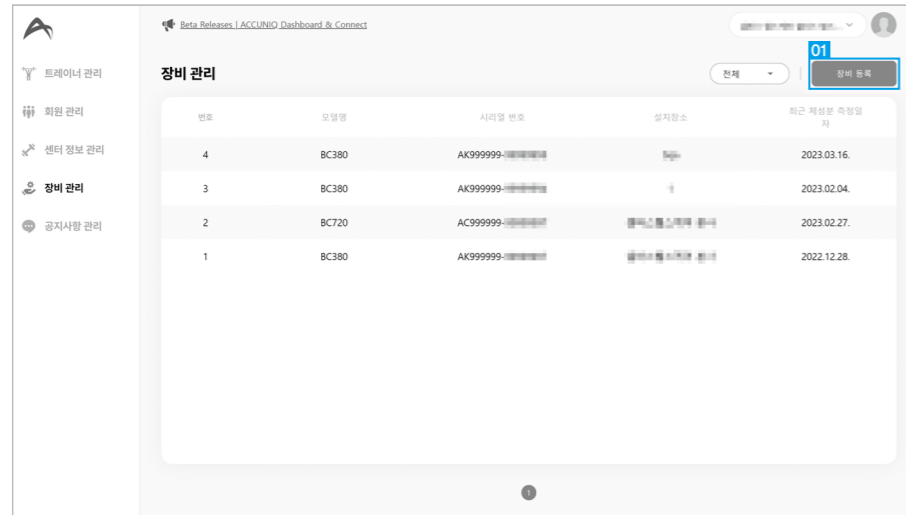 Beta Releases | ACCUNIQ Dashboard & Connect
트레이너 관리
회원 관리
센터 정보 관리
장비 관리
공지사항 관리
장비 관리
전체
01
장비 등록
번호 모델명 시리얼 번호 설치장소 최근 체성분 측정일
자
4 BC380 AK999999- 2023.03.16.
3 BC380 AK999999- 2023.02.04.
2 BC720 AC999999- 2023.02.27.
1 BC380 AK999999- 2022.12.28.
1